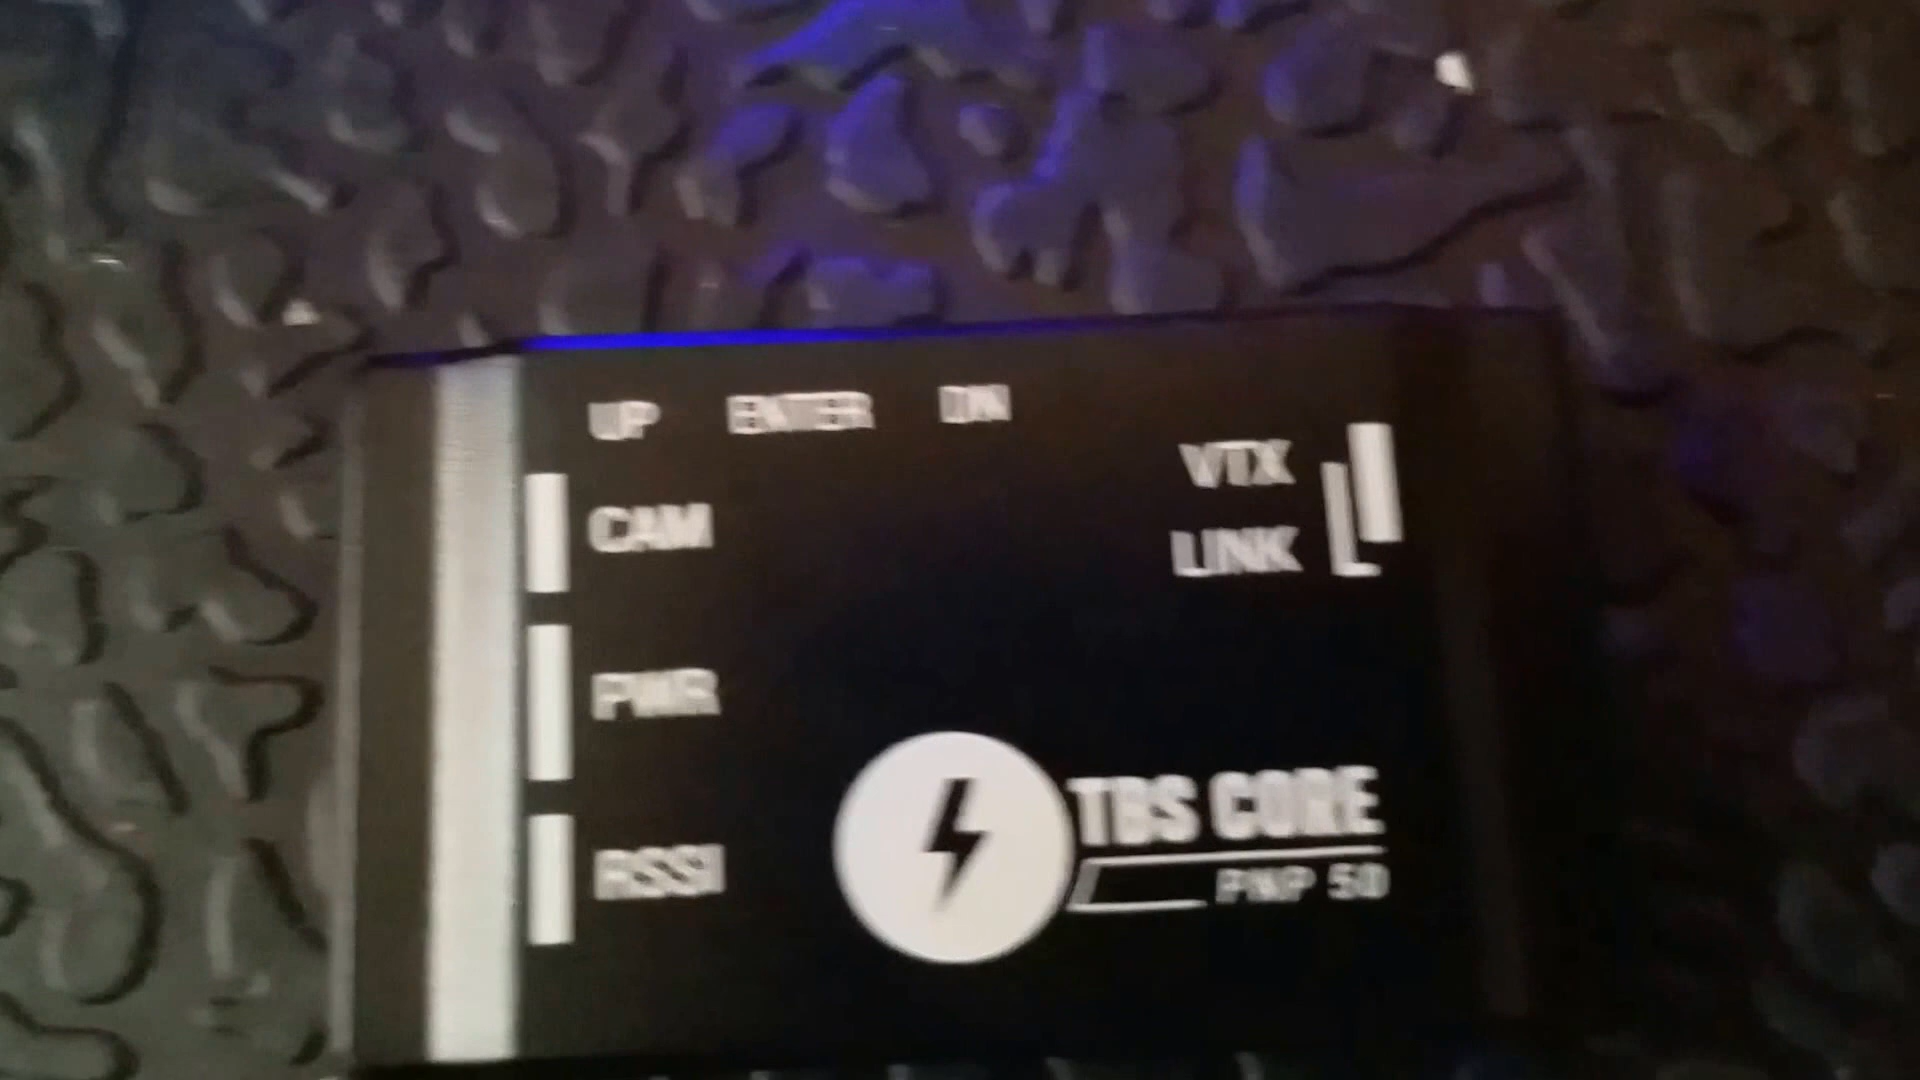 UP ENTER DN
VTX
CAM
LINK
PWR
TBS CORE
PNP 50
RSSI